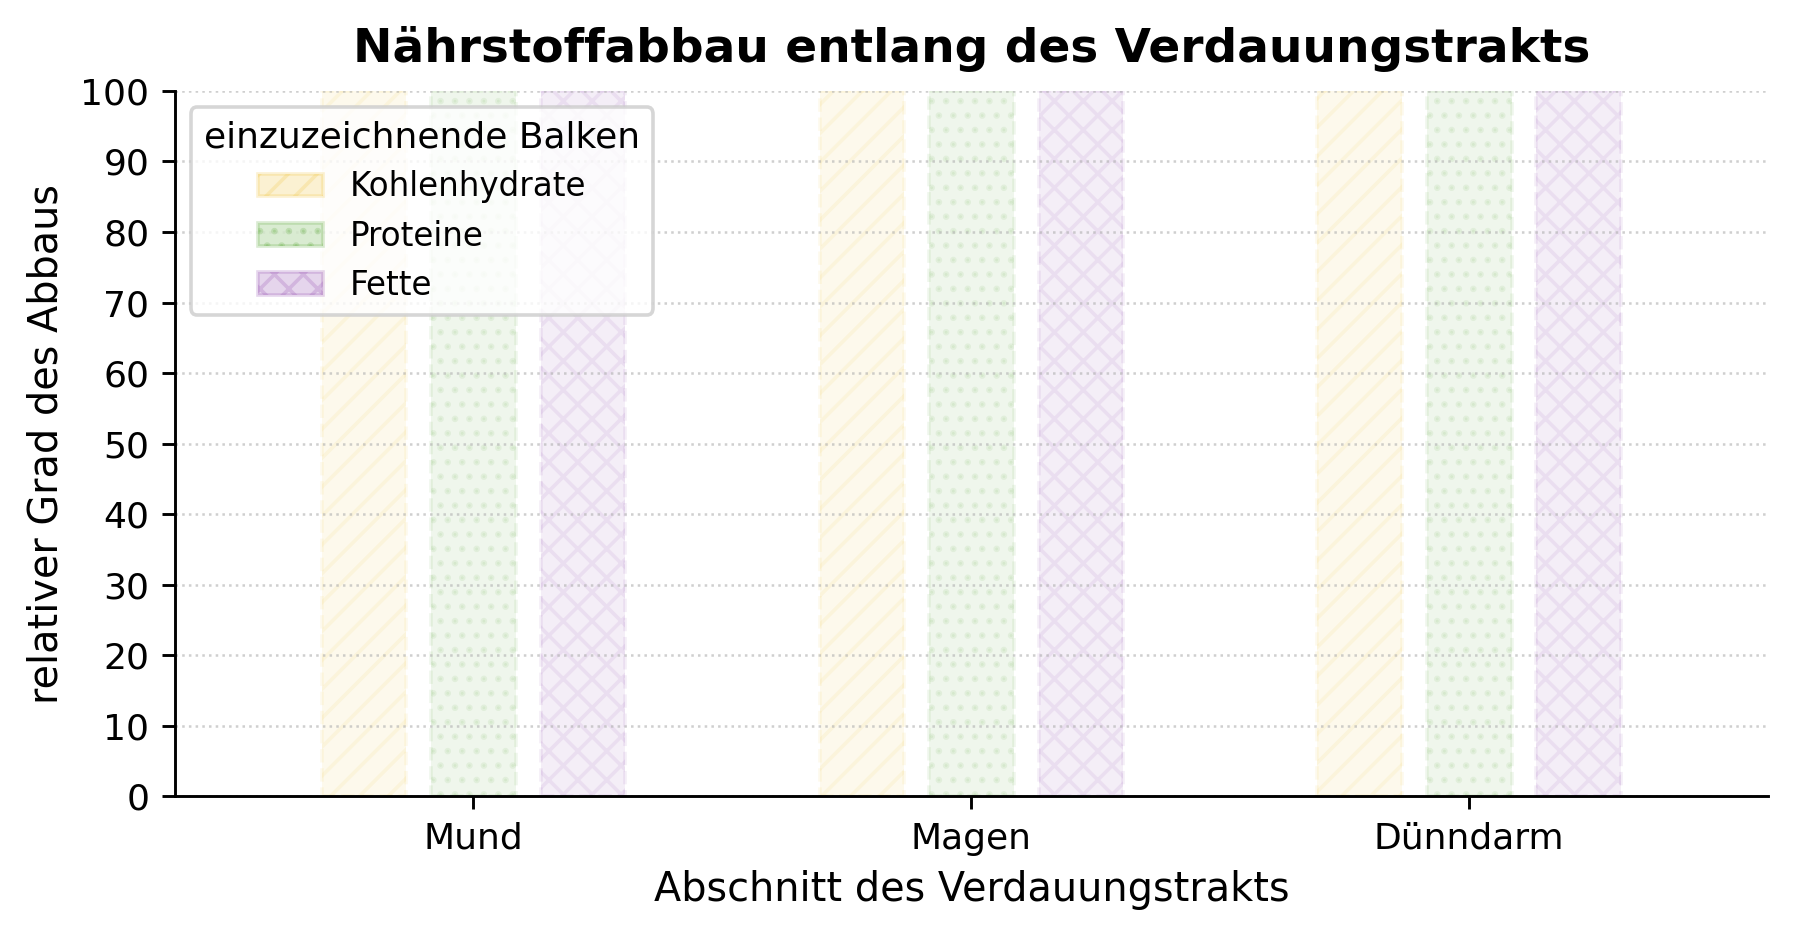 Nährstoffabbau entlang des Verdauungstrakts
relativer Grad des Abbaus
100
90
80
70
60
50
40
30
20
10
0
einzuzeichnende Balken
Kohlenhydrate
Proteine
Fette
Mund
Magen
Dünndarm
Abschnitt des Verdauungstrakts